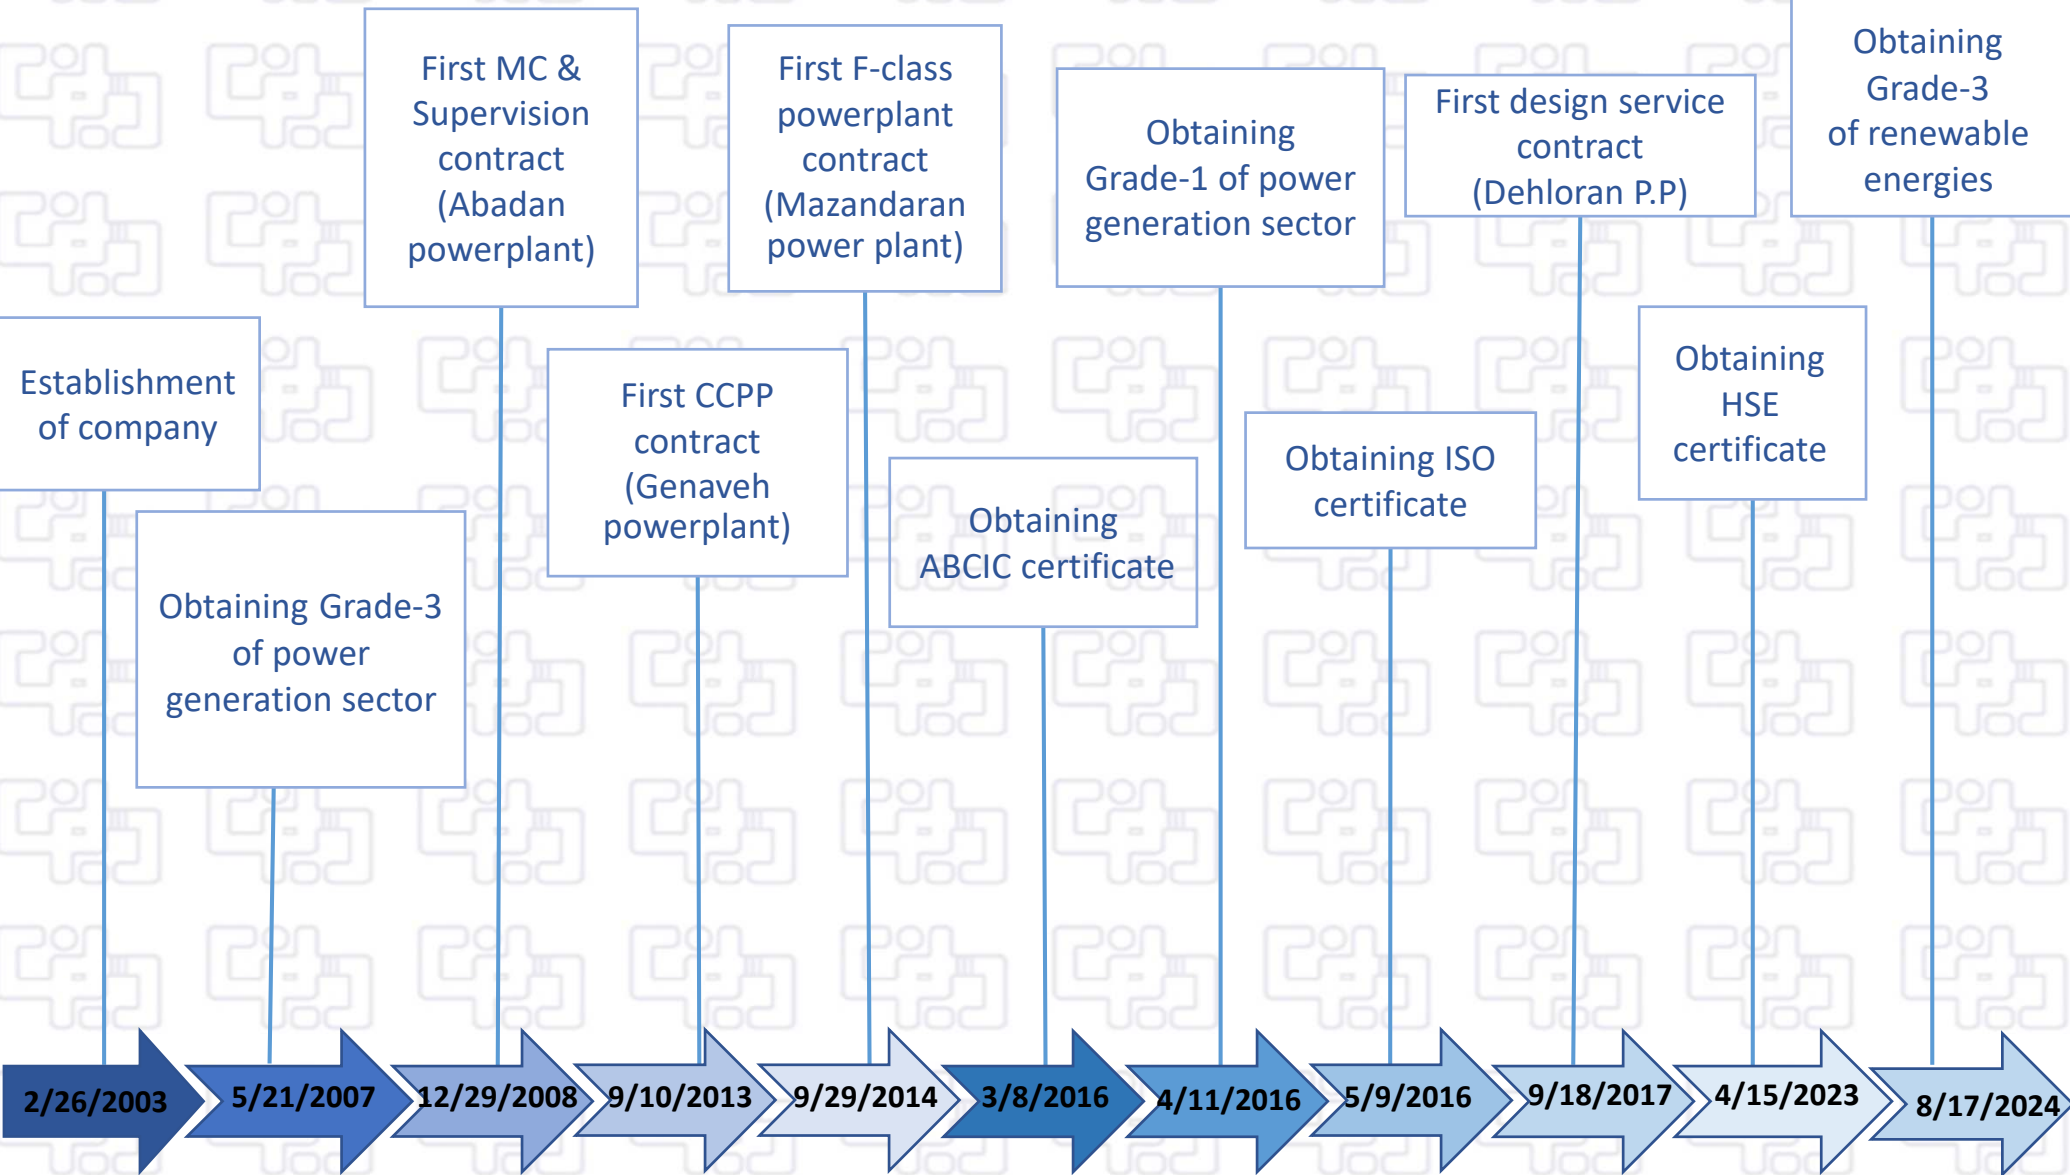 Establishment
of company
Obtaining Grade-3
of power
generation sector
First MC &
Supervision
contract
(Abadan
powerplant)
First CCPP
contract
(Genaveh
powerplant)
First F-class
powerplant
contract
(Mazandaran
power plant)
Obtaining
ABCIC certificate
Obtaining
Grade-1 of power
generation sector
Obtaining ISO
certificate
First design service
contract
(Dehloran P.P)
Obtaining
HSE
certificate
Obtaining
Grade-3
of renewable
energies
2/26/2003
5/21/2007
12/29/2008
9/10/2013
9/29/2014
3/8/2016
4/11/2016
5/9/2016
9/18/2017
4/15/2023
8/17/2024